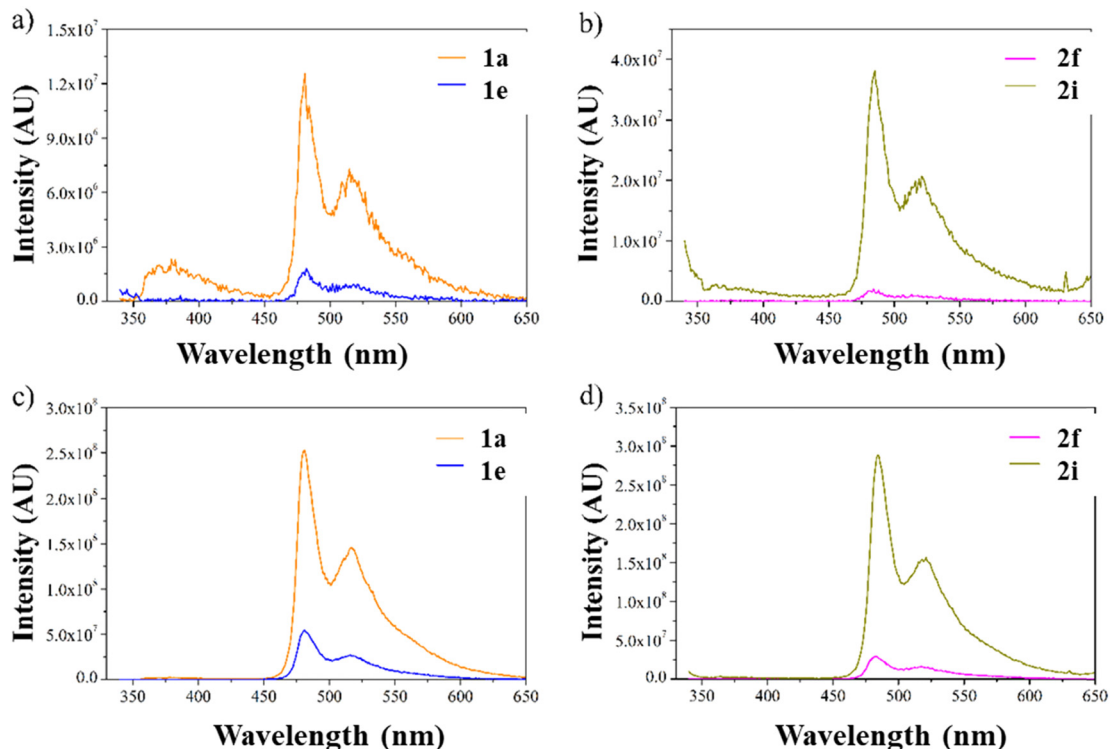 a)
1.5x10⁷
1.2x10⁷
9.0x10⁶
6.0x10⁶
3.0x10⁶
0.0
Intensity (AU)
1a
1e
350 400 450 500 550 600 650
Wavelength (nm)
b)
4.0x10⁷
3.0x10⁷
2.0x10⁷
1.0x10⁷
0.0
Intensity (AU)
2f
2i
350 400 450 500 550 600 650
Wavelength (nm)
c)
3.0x10⁸
2.5x10⁸
2.0x10⁸
1.5x10⁸
1.0x10⁸
5.0x10⁷
0.0
Intensity (AU)
1a
1e
350 400 450 500 550 600 650
Wavelength (nm)
d)
3.5x10⁸
3.0x10⁸
2.5x10⁸
2.0x10⁸
1.5x10⁸
1.0x10⁸
5.0x10⁷
0.0
Intensity (AU)
2f
2i
350 400 450 500 550 600 650
Wavelength (nm)